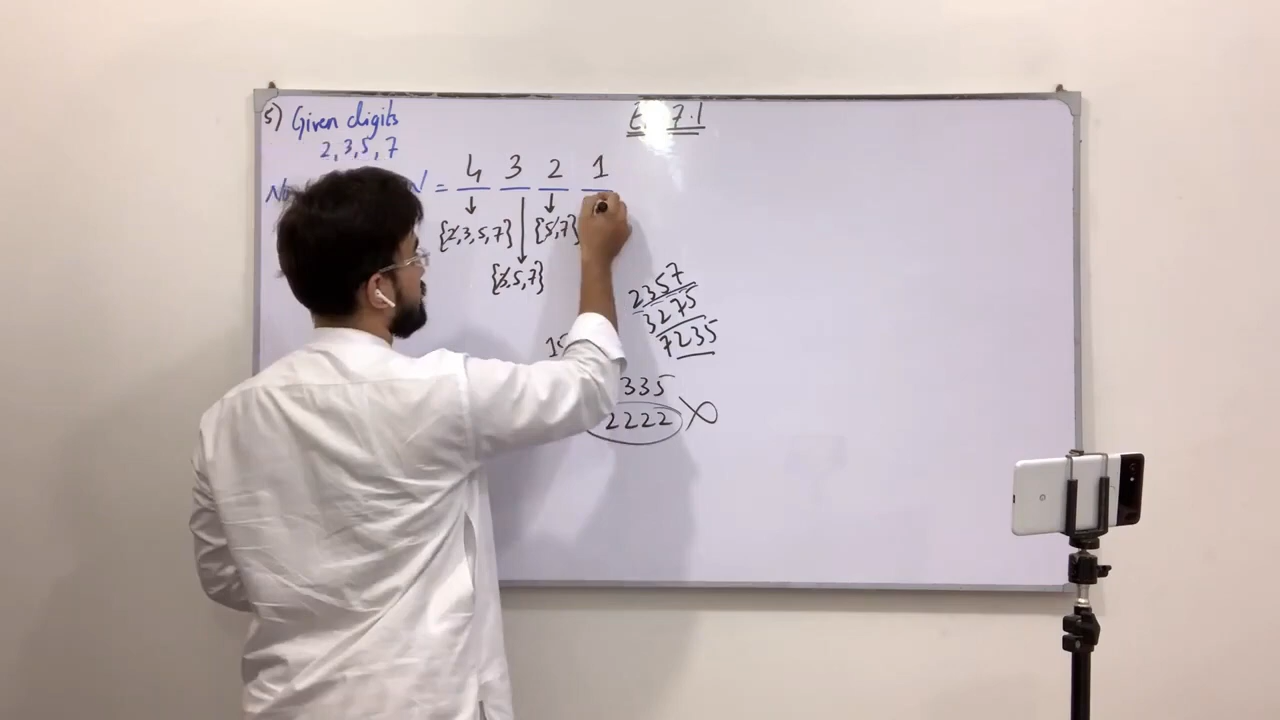 5) Given digits
2, 3, 5, 7
7.1
N = 4 3 2 1
{2,3,5,7} {5,7}
{3,5,7}
2357
3275
7235
335
2222